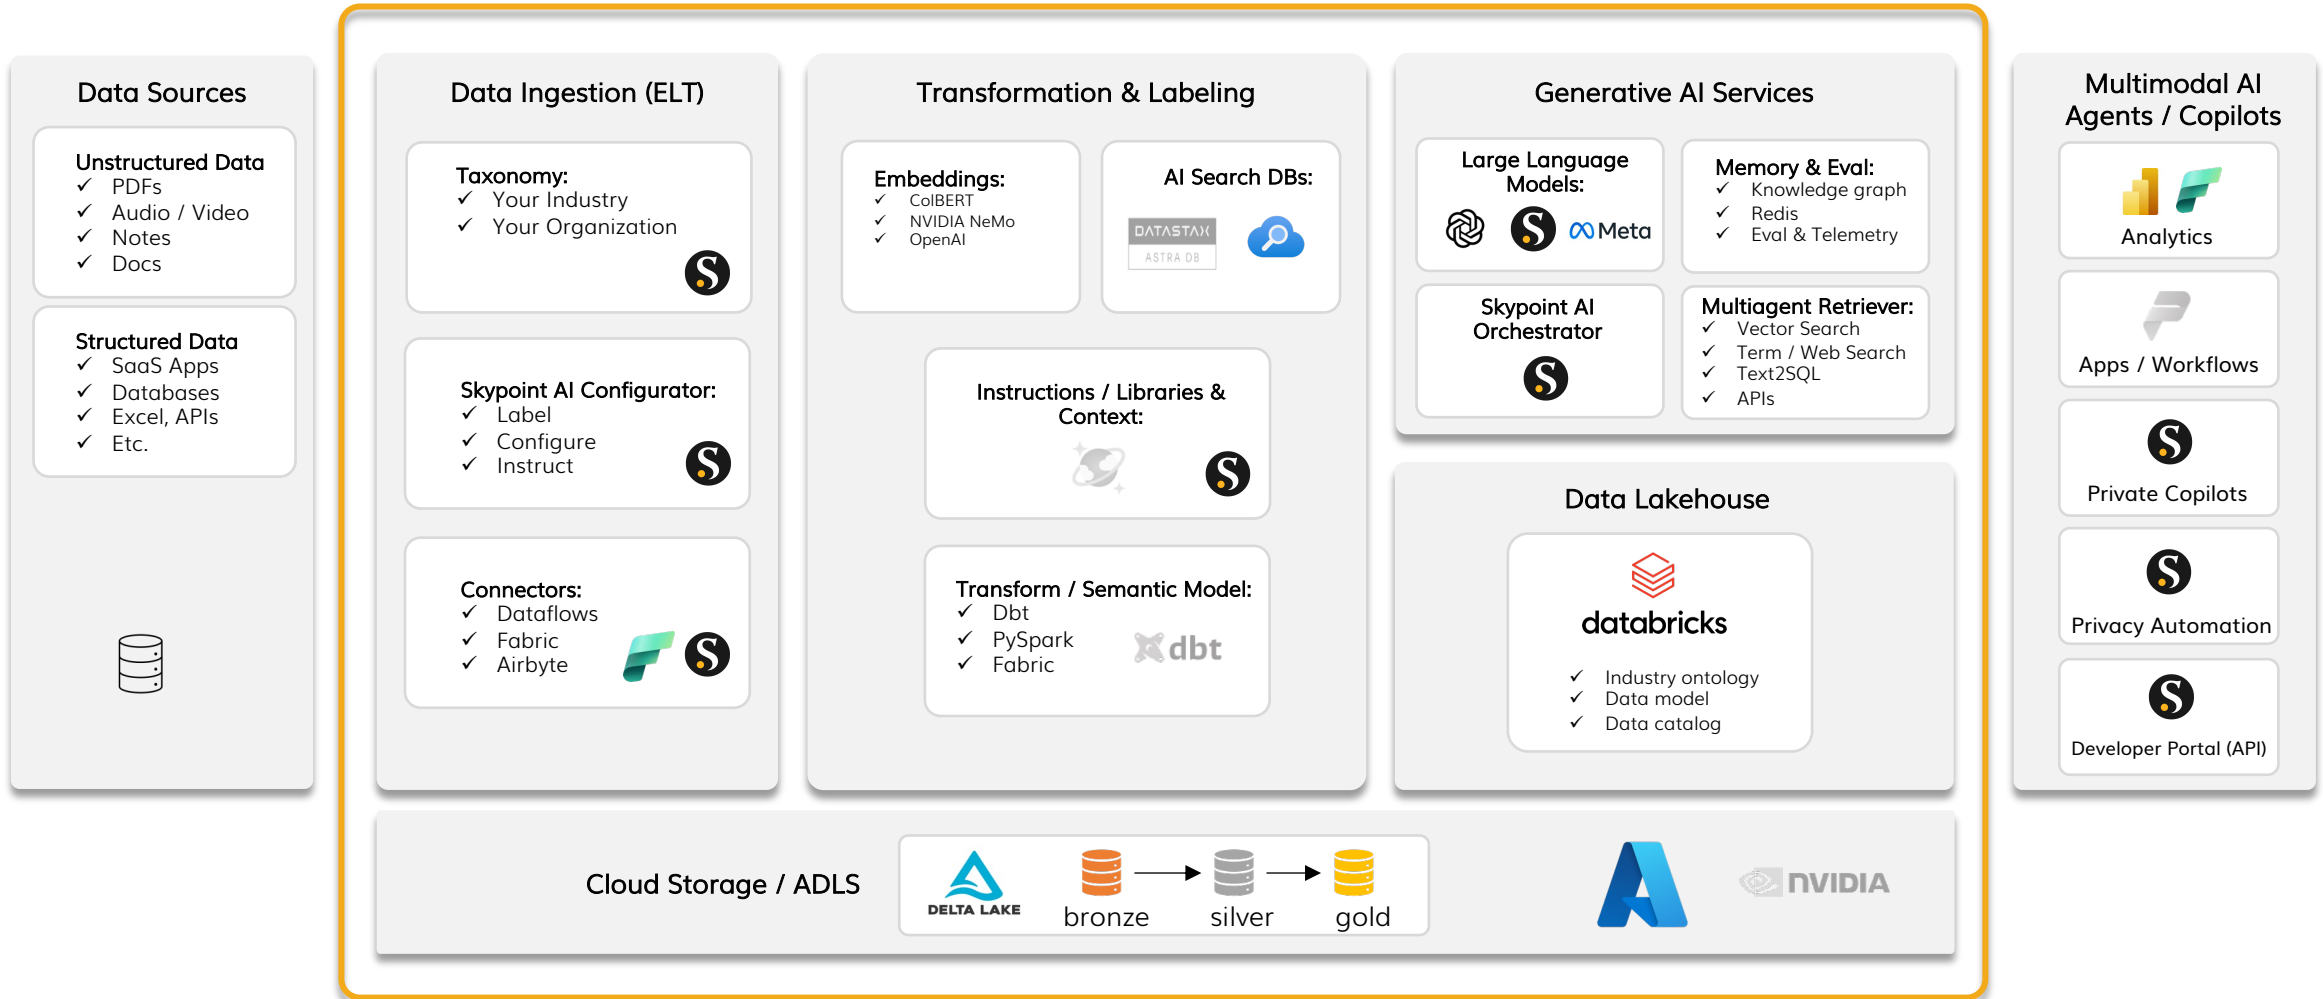 Data Sources
Unstructured Data
✓ PDFs
✓ Audio / Video
✓ Notes
✓ Docs
Structured Data
✓ SaaS Apps
✓ Databases
✓ Excel, APIs
✓ Etc.
Data Ingestion (ELT)
Taxonomy:
✓ Your Industry
✓ Your Organization
S
Skypoint AI Configurator:
✓ Label
✓ Configure
✓ Instruct
S
Connectors:
✓ Dataflows
✓ Fabric
✓ Airbyte
S
Transformation & Labeling
Embeddings:
✓ ColBERT
✓ NVIDIA NeMo
✓ OpenAI
AI Search DBs:
DATASTAX
ASTRA DB
Instructions / Libraries &
Context:
S
Transform / Semantic Model:
✓ Dbt
✓ PySpark
✓ Fabric
dbt
Generative AI Services
Large Language
Models:
S
Meta
Memory & Eval:
✓ Knowledge graph
✓ Redis
✓ Eval & Telemetry
Skypoint AI
Orchestrator
S
Multiagent Retriever:
✓ Vector Search
✓ Term / Web Search
✓ Text2SQL
✓ APIs
Data Lakehouse
databricks
✓ Industry ontology
✓ Data model
✓ Data catalog
Multimodal AI
Agents / Copilots
Analytics
Apps / Workflows
S
Private Copilots
S
Privacy Automation
S
Developer Portal (API)
Cloud Storage / ADLS
DELTA LAKE
bronze
silver
gold
NVIDIA